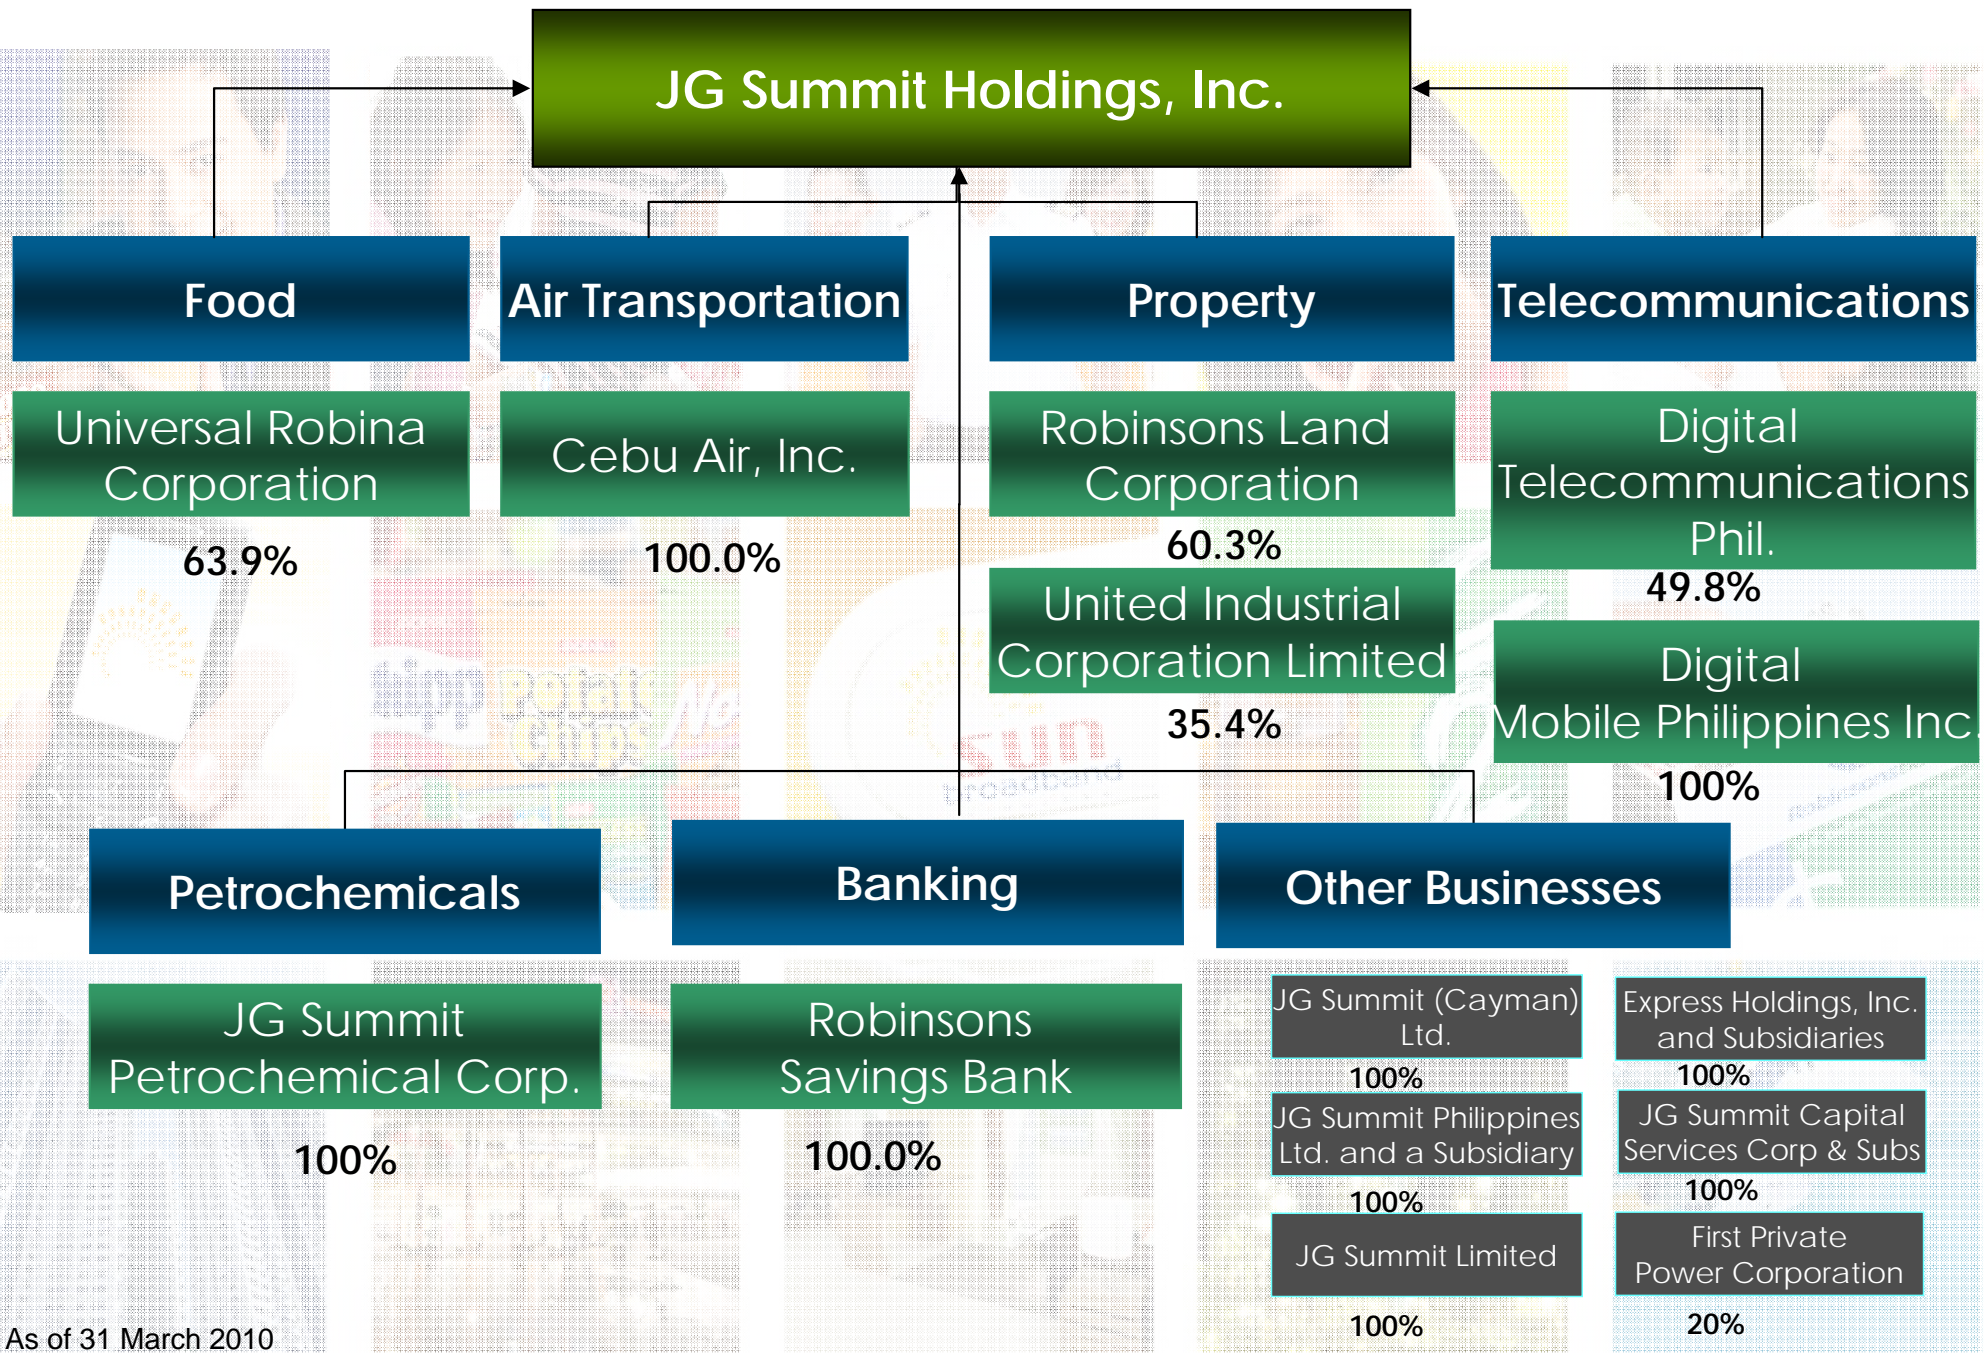 JG Summit Holdings, Inc.
Food
Air Transportation
Property
Telecommunications
Universal Robina
Corporation
63.9%
Cebu Air, Inc.
100.0%
Robinsons Land
Corporation
60.3%
United Industrial
Corporation Limited
35.4%
Digital
Telecommunications
Phil.
49.8%
Digital
Mobile Philippines Inc.
100%
Potato
Chips
sun
broadband
Petrochemicals
Banking
Other Businesses
JG Summit
Petrochemical Corp.
100%
Robinsons
Savings Bank
100.0%
JG Summit (Cayman)
Ltd.
100%
JG Summit Philippines
Ltd. and a Subsidiary
100%
JG Summit Limited
100%
Express Holdings, Inc.
and Subsidiaries
100%
JG Summit Capital
Services Corp & Subs
100%
First Private
Power Corporation
20%
As of 31 March 2010